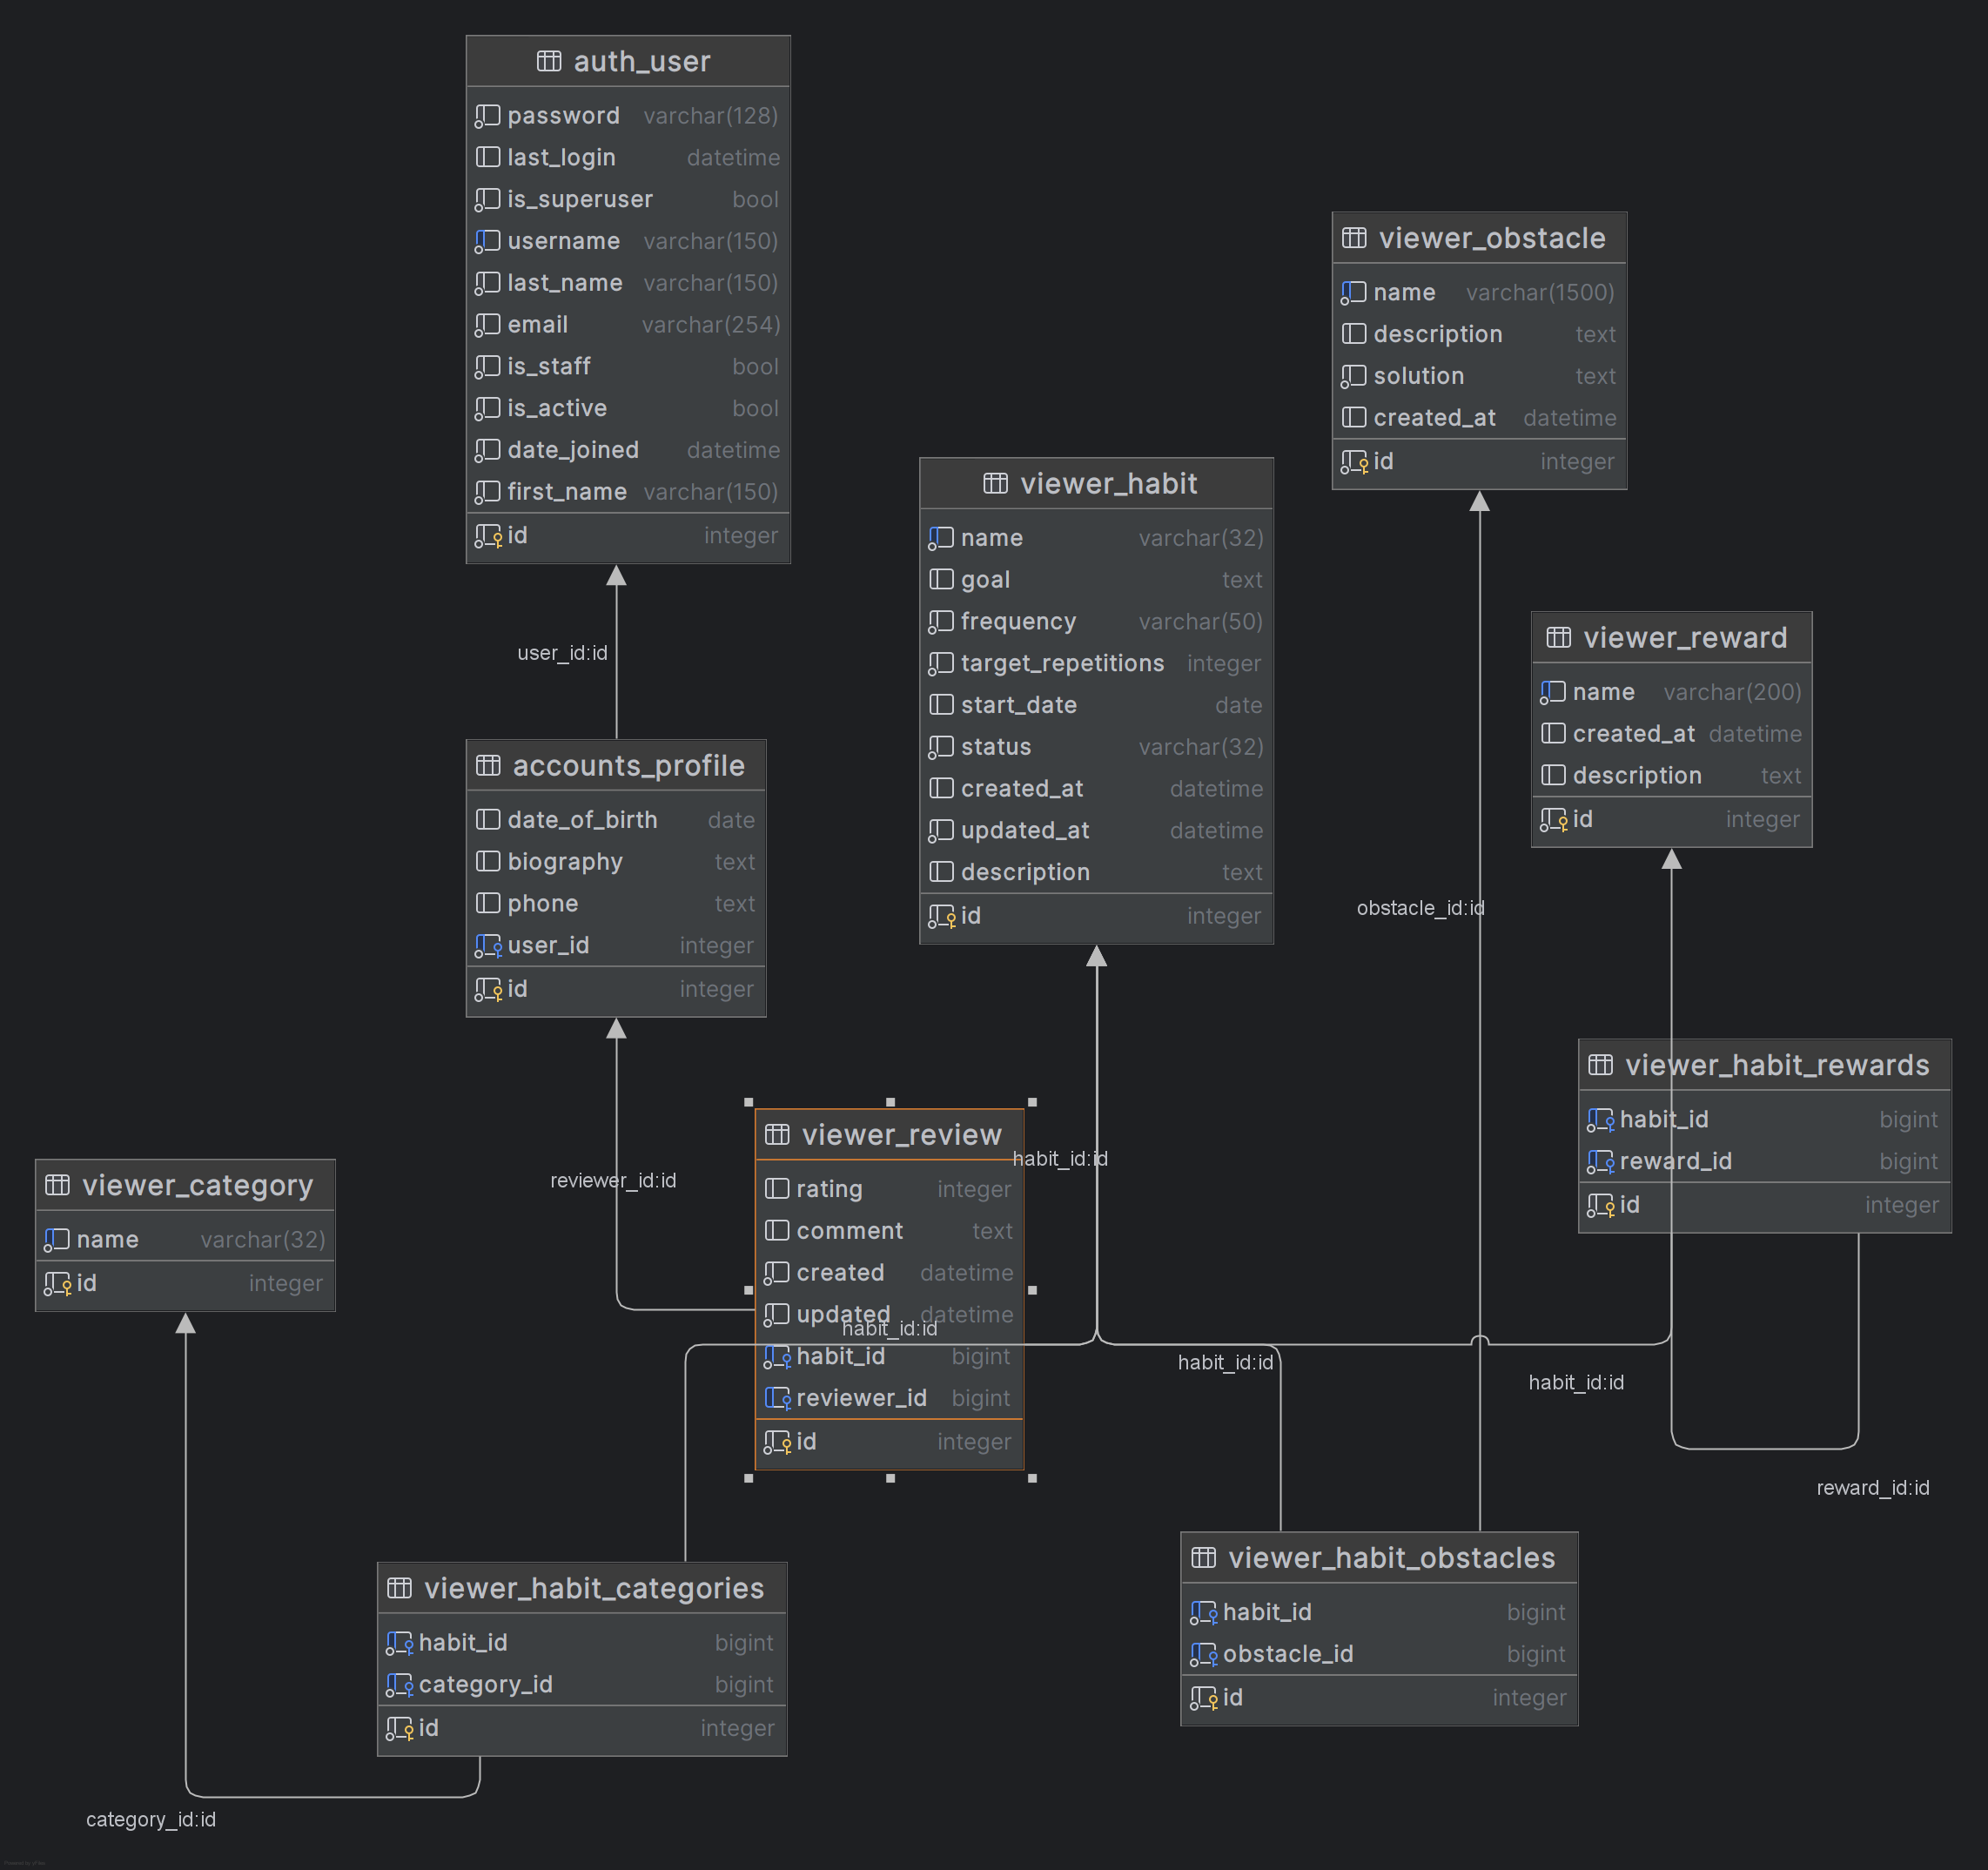 auth_user
password varchar(128)
last_login datetime
is_superuser bool
username varchar(150)
last_name varchar(150)
email varchar(254)
is_staff bool
is_active bool
date_joined datetime
first_name varchar(150)
id integer
user_id:id
accounts_profile
date_of_birth date
biography text
phone text
user_id integer
id integer
reviewer_id:id
viewer_habit
name varchar(32)
goal text
frequency varchar(50)
target_repetitions integer
start_date date
status varchar(32)
created_at datetime
updated_at datetime
description text
id integer
viewer_obstacle
name varchar(1500)
description text
solution text
created_at datetime
id integer
obstacle_id:id
viewer_reward
name varchar(200)
created_at datetime
description text
id integer
viewer_habit_rewards
habit_id bigint
reward_id bigint
id integer
viewer_review
rating integer
comment text
created datetime
updated datetime
habit_id bigint
reviewer_id bigint
id integer
habit_id:id
habit_id:id
habit_id:id
habit_id:id
reward_id:id
viewer_category
name varchar(32)
id integer
viewer_habit_categories
habit_id bigint
category_id bigint
id integer
category_id:id
viewer_habit_obstacles
habit_id bigint
obstacle_id bigint
id integer